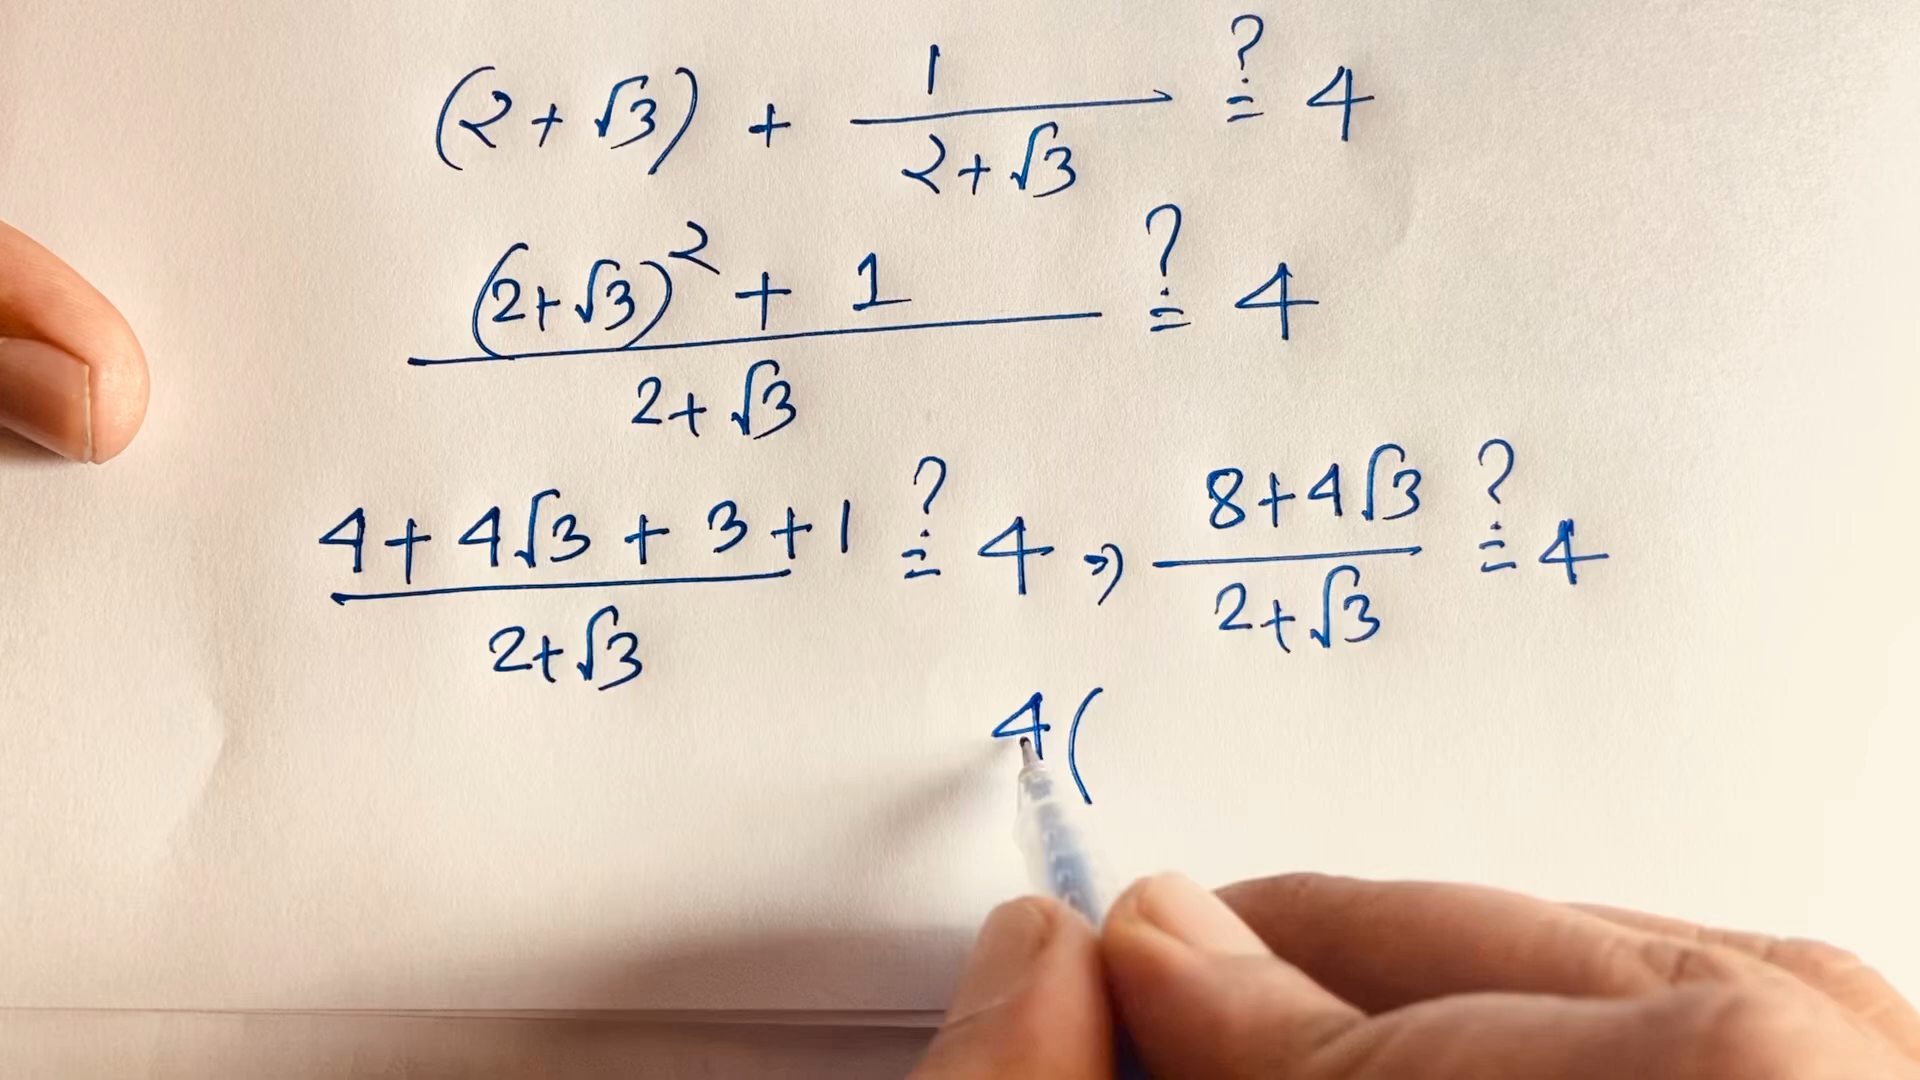 (2 + √3) + 1/(2+√3) ≟ 4
((2+√3)² + 1)/(2+√3) ≟ 4
(4 + 4√3 + 3 + 1)/(2+√3) ≟ 4 ⇒ (8+4√3)/(2+√3) ≟ 4
4(